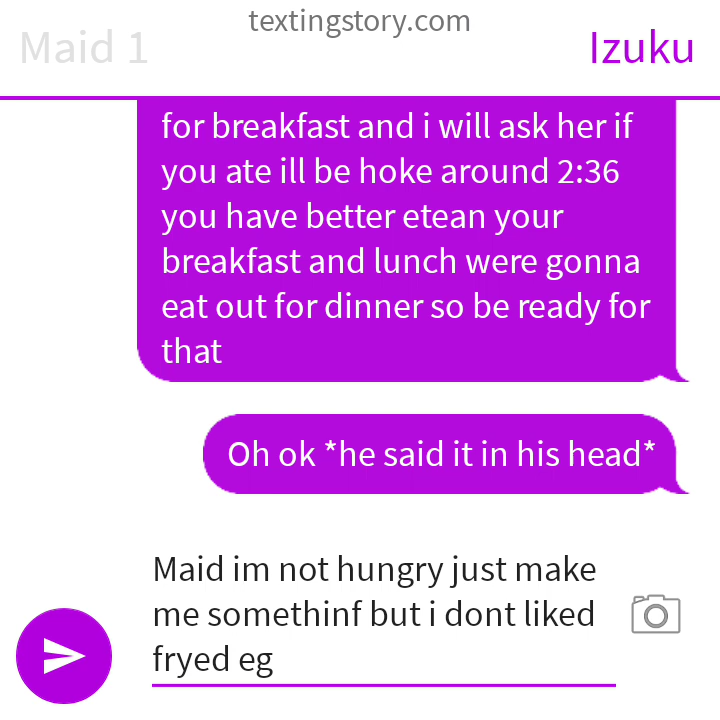 textingstory.com
Maid 1
Izuku
for breakfast and i will ask her if
you ate ill be hoke around 2:36
you have better etean your
breakfast and lunch were gonna
eat out for dinner so be ready for
that
Oh ok *he said it in his head*
Maid im not hungry just make
me somethinf but i dont liked
fryed eg